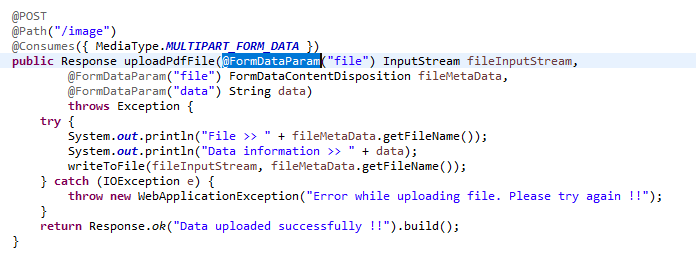 @POST
@Path("/image")
@Consumes({ MediaType.MULTIPART_FORM_DATA })
public Response uploadPdfFile(@FormDataParam("file") InputStream fileInputStream,
@FormDataParam("file") FormDataContentDisposition fileMetaData,
@FormDataParam("data") String data)
throws Exception {
try {
System.out.println("File >> " + fileMetaData.getFileName());
System.out.println("Data information >> " + data);
writeToFile(fileInputStream, fileMetaData.getFileName());
} catch (IOException e) {
throw new WebApplicationException("Error while uploading file. Please try again !!");
}
return Response.ok("Data uploaded successfully !!").build();
}